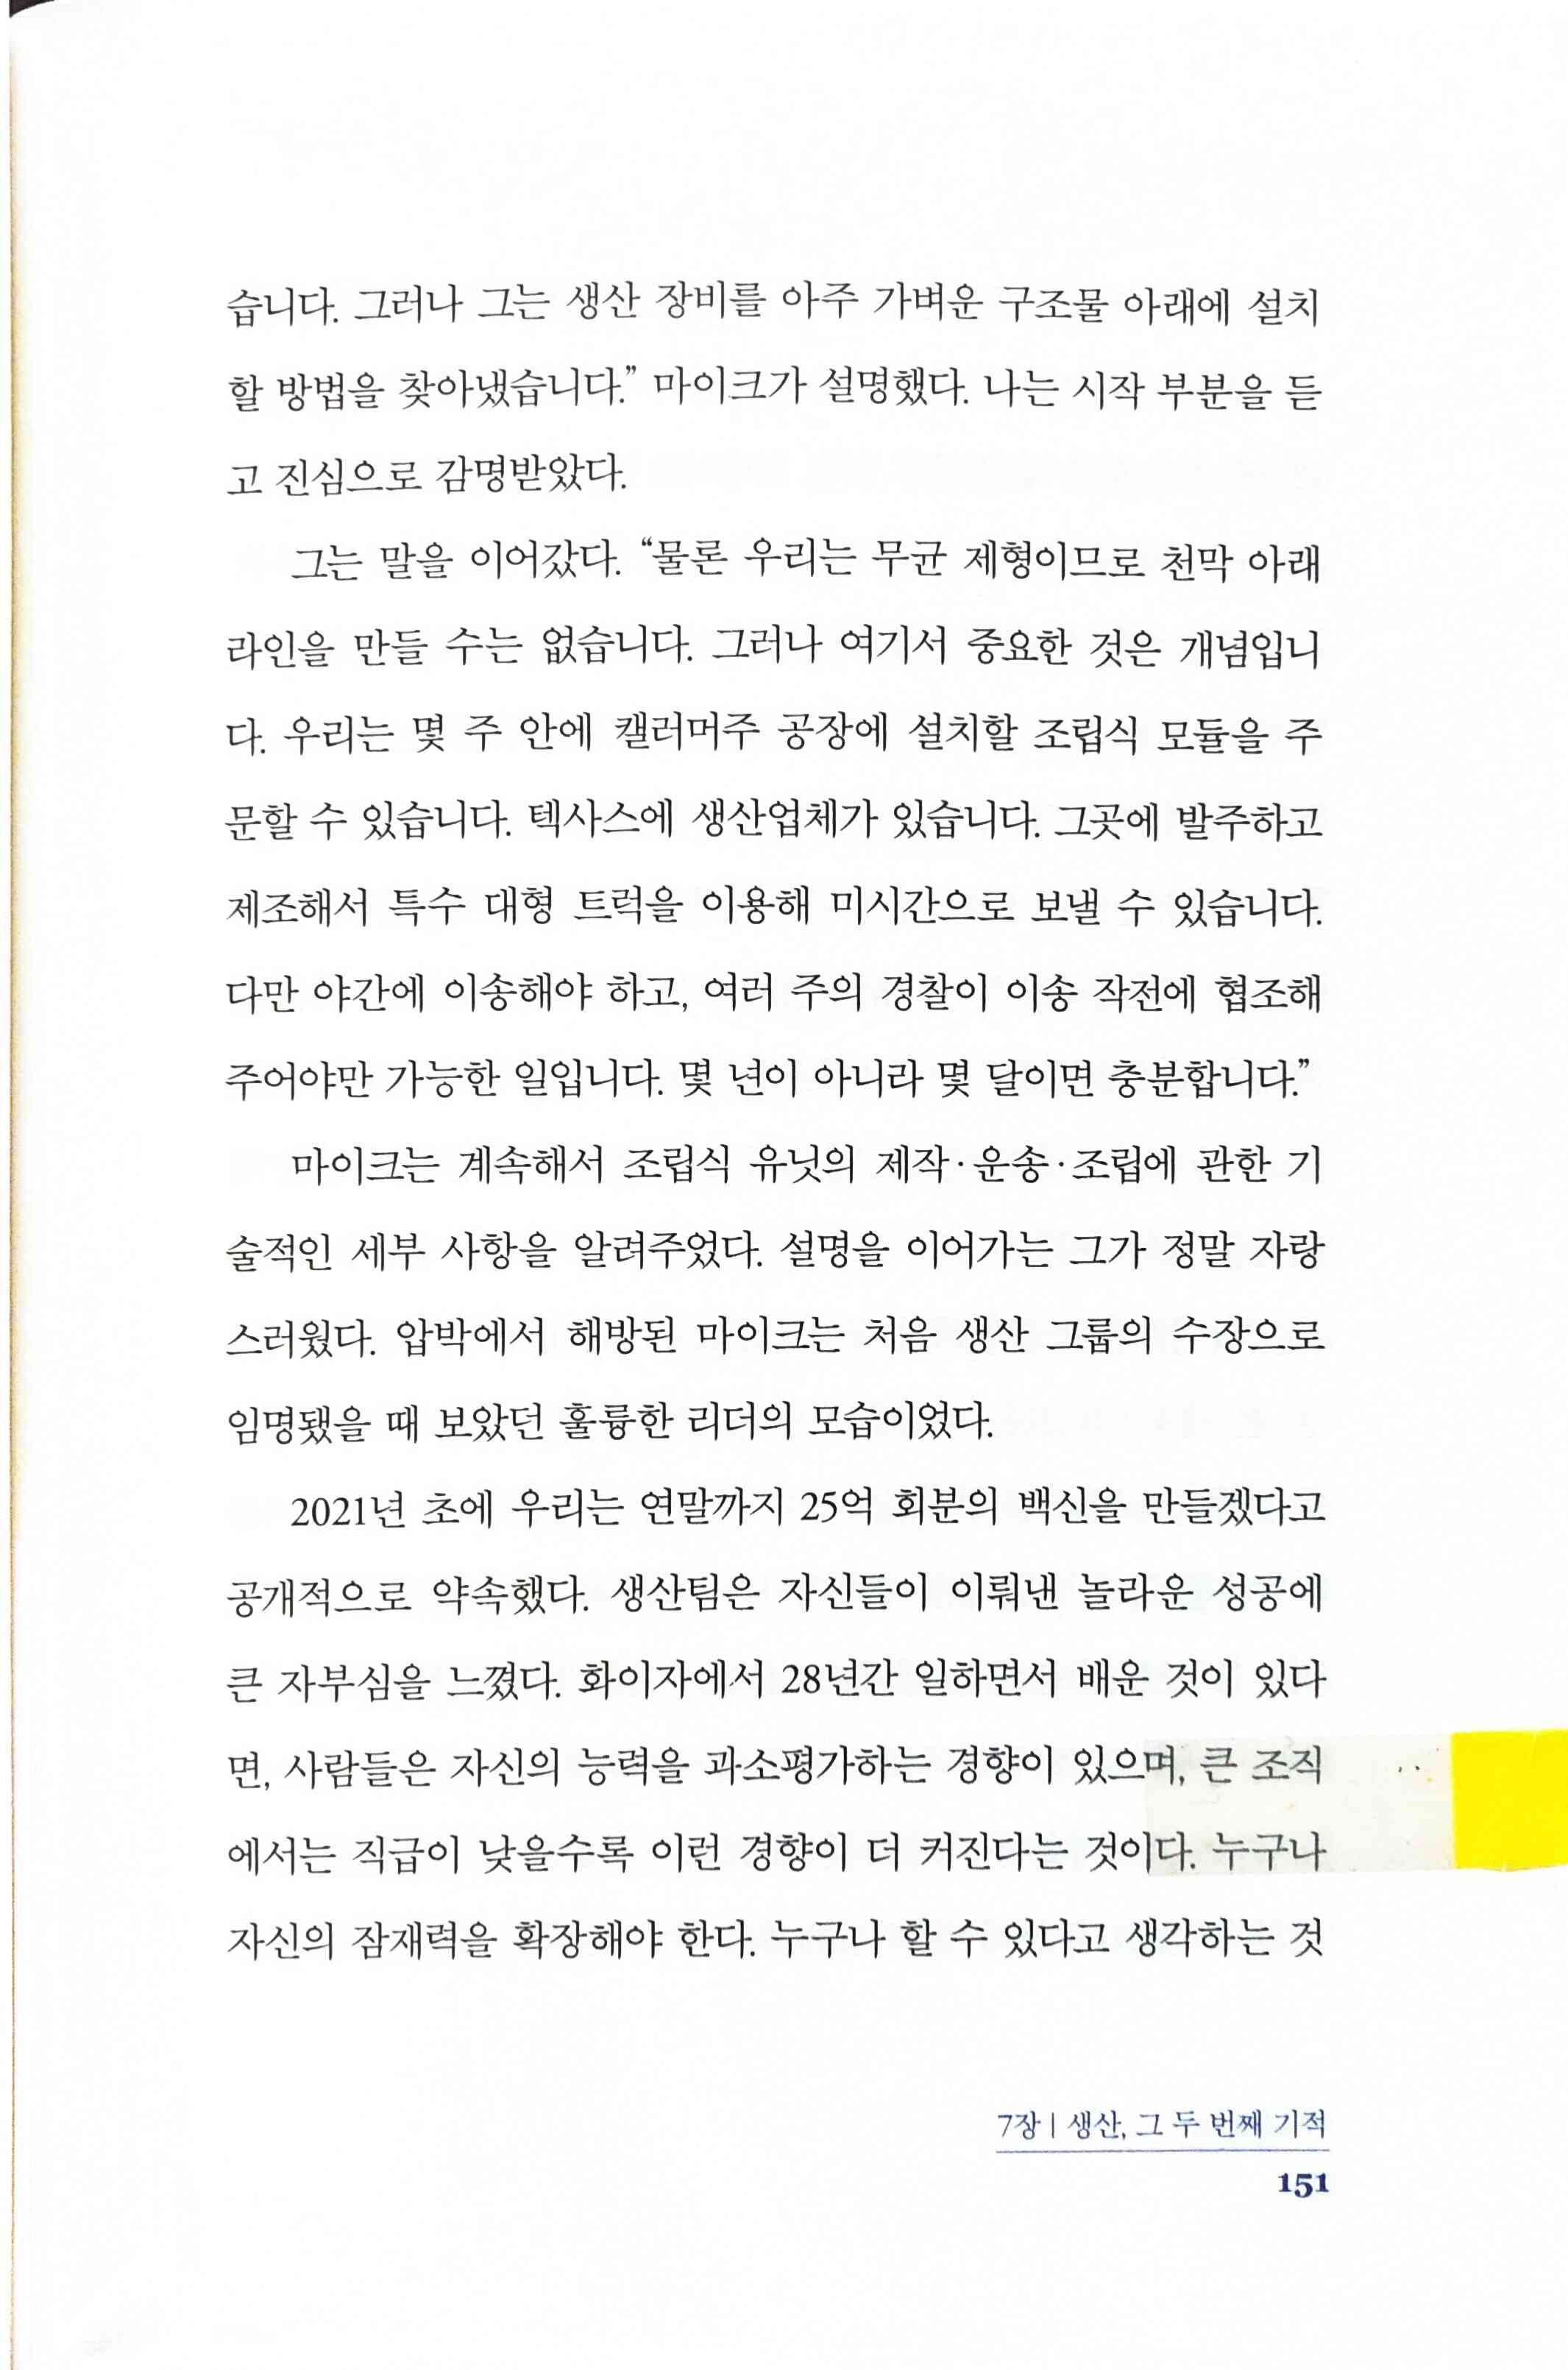 습니다. 그러나 그는 생산 장비를 아주 가벼운 구조물 아래에 설치
할 방법을 찾아냈습니다.” 마이크가 설명했다. 나는 시작 부분을 듣
고 진심으로 감명받았다.
그는 말을 이어갔다. “물론 우리는 무균 제형이므로 천막 아래
라인을 만들 수는 없습니다. 그러나 여기서 중요한 것은 개념입니
다. 우리는 몇 주 안에 캘러머주 공장에 설치할 조립식 모듈을 주
문할 수 있습니다. 텍사스에 생산업체가 있습니다. 그곳에 발주하고
제조해서 특수 대형 트럭을 이용해 미시간으로 보낼 수 있습니다.
다만 야간에 이송해야 하고, 여러 주의 경찰이 이송 작전에 협조해
주어야만 가능한 일입니다. 몇 년이 아니라 몇 달이면 충분합니다.”
마이크는 계속해서 조립식 유닛의 제작·운송·조립에 관한 기
술적인 세부 사항을 알려주었다. 설명을 이어가는 그가 정말 자랑
스러웠다. 압박에서 해방된 마이크는 처음 생산 그룹의 수장으로
임명됐을 때 보았던 훌륭한 리더의 모습이었다.
2021년 초에 우리는 연말까지 25억 회분의 백신을 만들겠다고
공개적으로 약속했다. 생산팀은 자신들이 이뤄낸 놀라운 성공에
큰 자부심을 느꼈다. 화이자에서 28년간 일하면서 배운 것이 있다
면, 사람들은 자신의 능력을 과소평가하는 경향이 있으며, 큰 조직
에서는 직급이 낮을수록 이런 경향이 더 커진다는 것이다. 누구나
자신의 잠재력을 확장해야 한다. 누구나 할 수 있다고 생각하는 것
7장 | 생산, 그 두 번째 기적
151